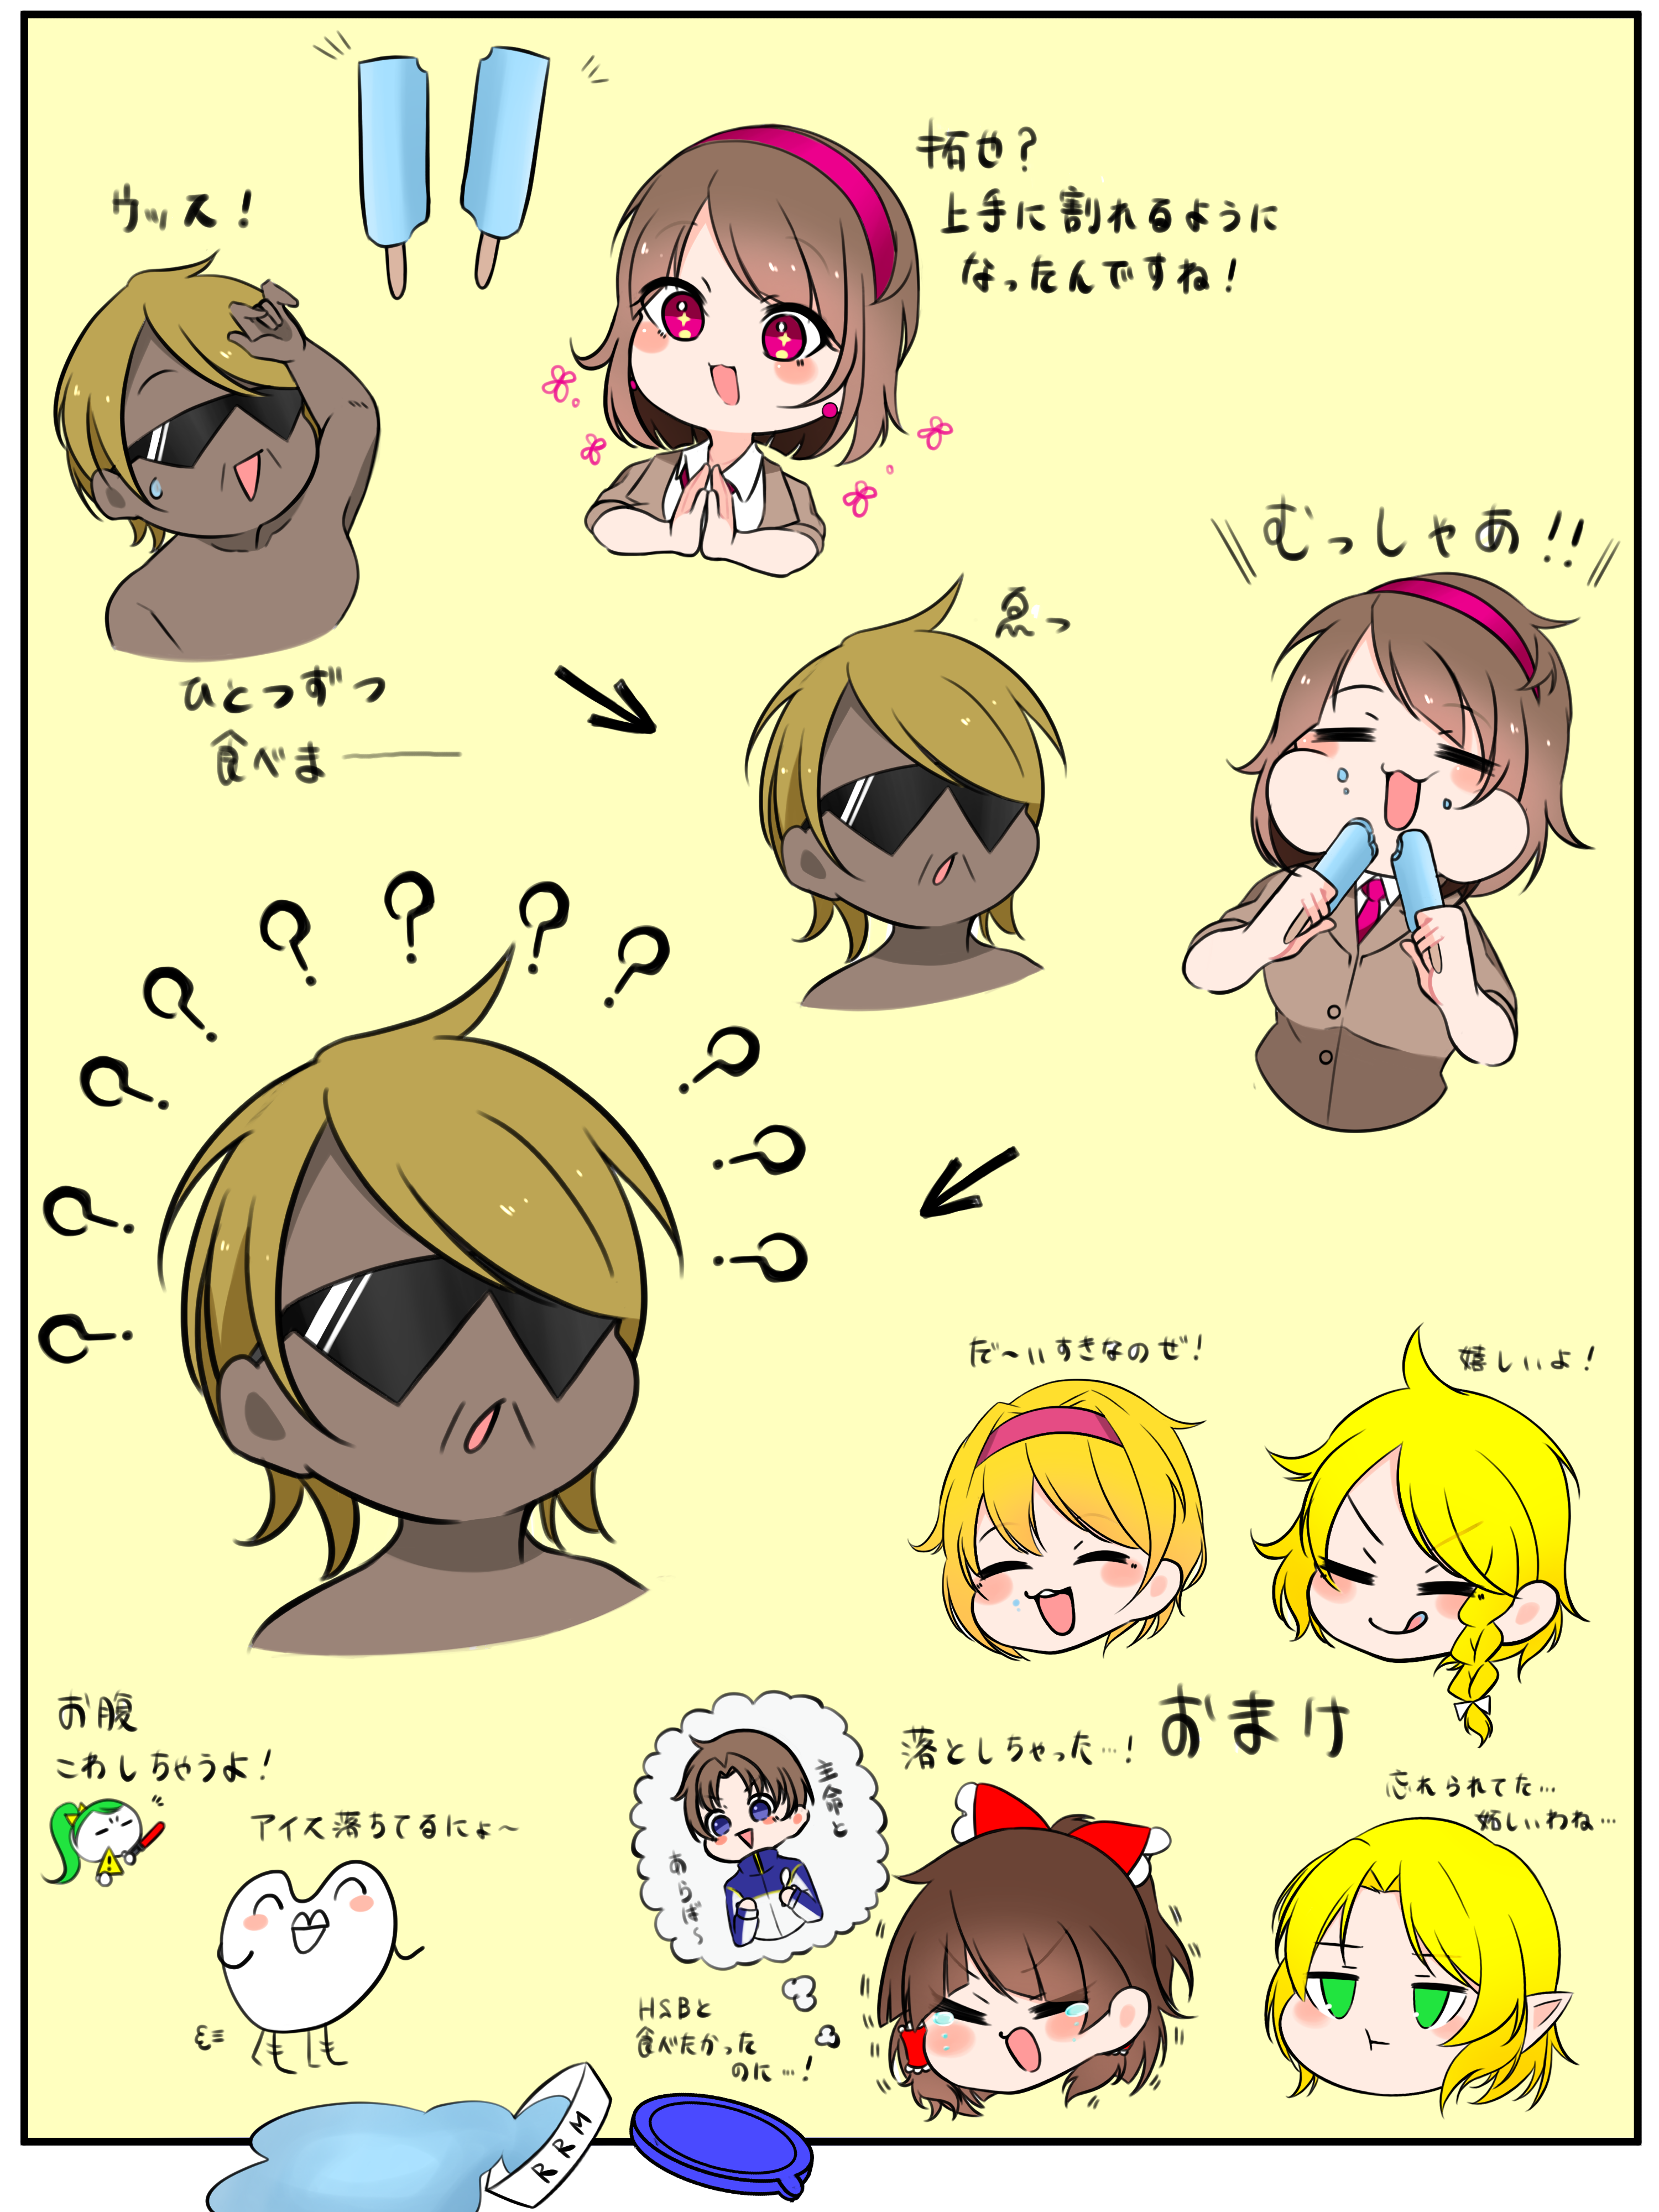 ウッス！
拓也？
上手に割れるように
なったんですね！
ひとつずつ
食べま――
ゑっ
むっしゃあ！！
？？？？？？？？？？？？
だ〜いすきなのぜ！
嬉しいよ！
おまけ
お腹
こわしちゃうよ！
アイス落ちてるにょ〜
主命と
あらば〜
落としちゃった…！
HSBと
食べたかった
のに…！
忘れられてた…
妬しいわね…
RRM